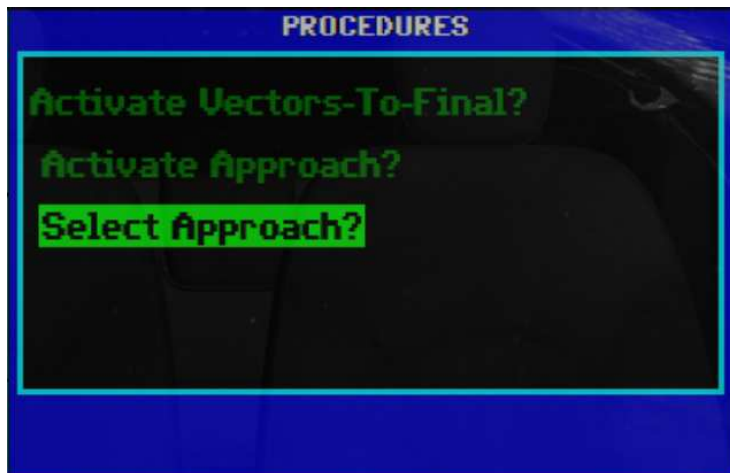 PROCEDURES
Activate Vectors-To-Final?
Activate Approach?
Select Approach?